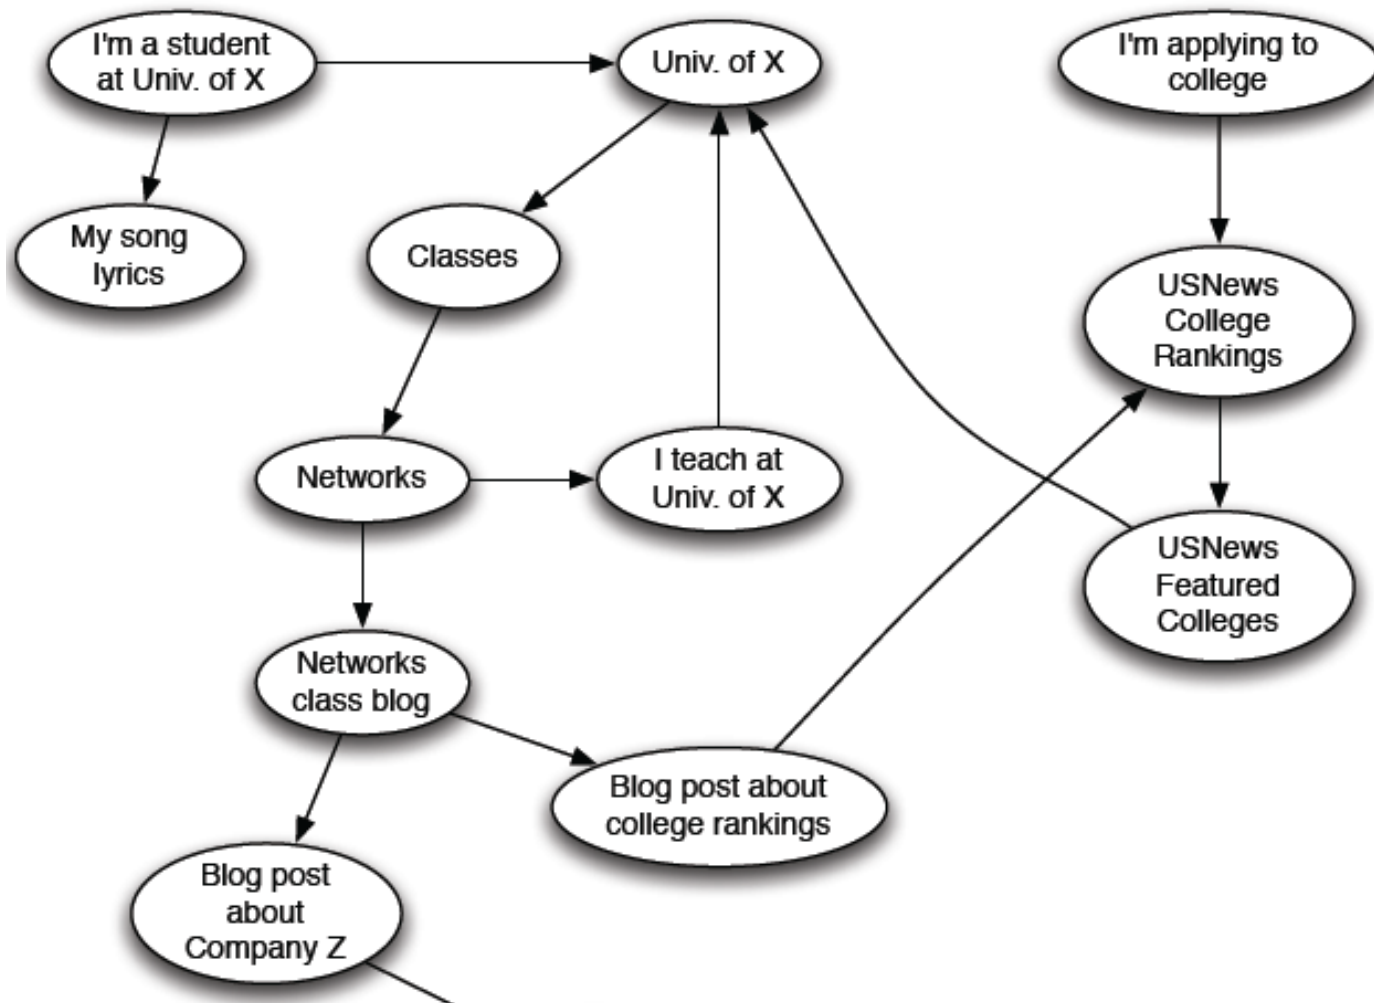 I'm a student
at Univ. of X
Univ. of X
I'm applying to
college
My song
lyrics
Classes
USNews
College
Rankings
Networks
I teach at
Univ. of X
USNews
Featured
Colleges
Networks
class blog
Blog post about
college rankings
Blog post
about
Company Z